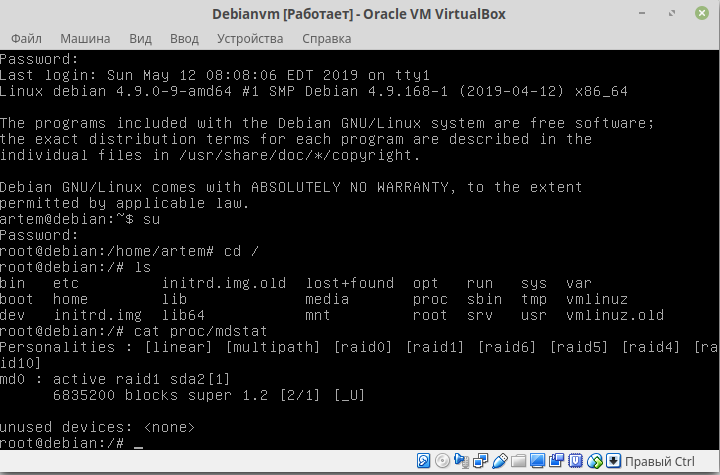 Debianvm [Работает] - Oracle VM VirtualBox
Файл Машина Вид Ввод Устройства Справка
Password:
Last login: Sun May 12 08:08:06 EDT 2019 on tty1
Linux debian 4.9.0-9-amd64 #1 SMP Debian 4.9.168-1 (2019-04-12) x86_64

The programs included with the Debian GNU/Linux system are free software;
the exact distribution terms for each program are described in the
individual files in /usr/share/doc/*/copyright.

Debian GNU/Linux comes with ABSOLUTELY NO WARRANTY, to the extent
permitted by applicable law.
artem@debian:~$ su
Password:
root@debian:/home/artem# cd /
root@debian:/# ls
bin   etc         initrd.img.old  lost+found  opt   run   sys  var
boot  home        lib             media       proc  sbin  tmp  vmlinuz
dev   initrd.img  lib64           mnt         root  srv   usr  vmlinuz.old
root@debian:/# cat proc/mdstat
Personalities : [linear] [multipath] [raid0] [raid1] [raid6] [raid5] [raid4] [ra
id10]
md0 : active raid1 sda2[1]
      6835200 blocks super 1.2 [2/1] [_U]

unused devices: <none>
root@debian:/# _
Правый Ctrl